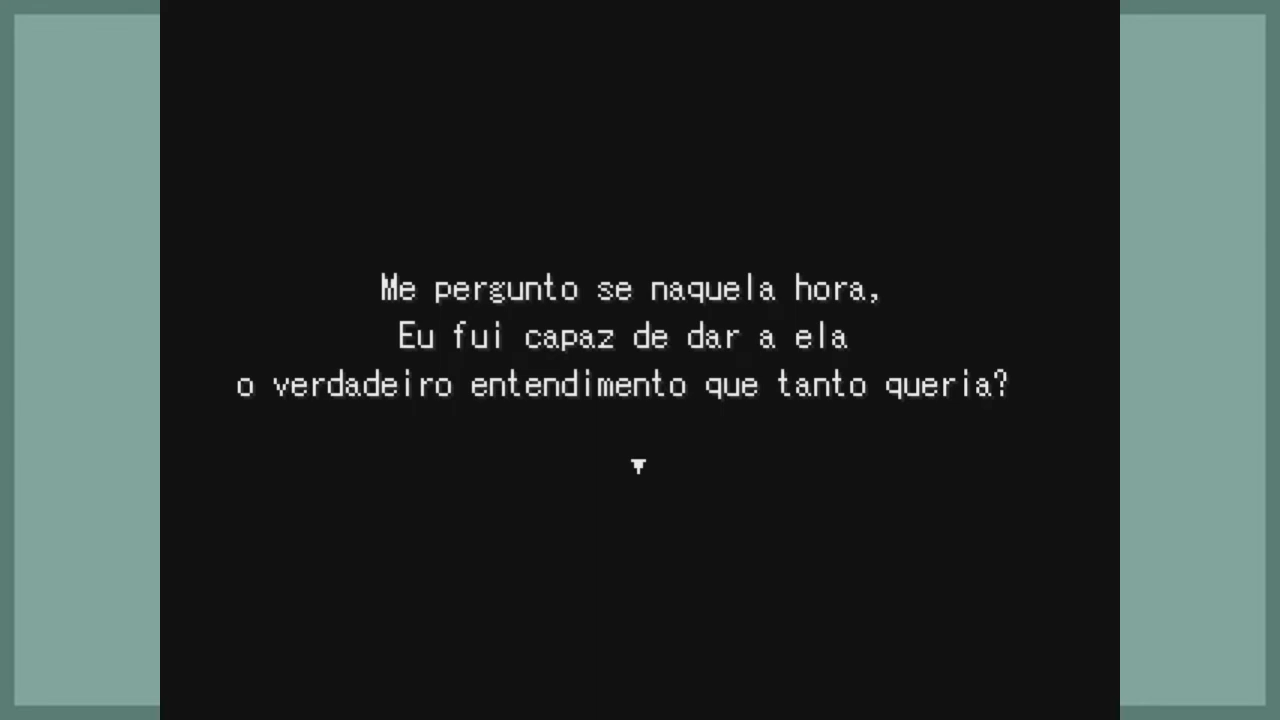 Me pergunto se naquela hora,
Eu fui capaz de dar a ela
o verdadeiro entendimento que tanto queria?